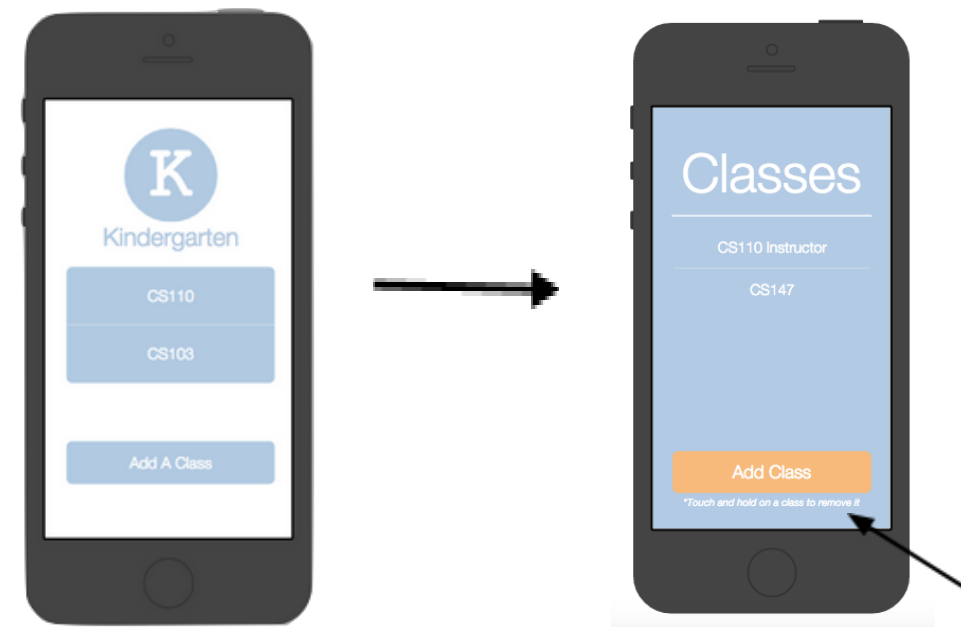 K
Kindergarten
CS110
CS103
Add A Class
Classes
CS110 Instructor
CS147
Add Class
*Touch and hold on a class to remove it